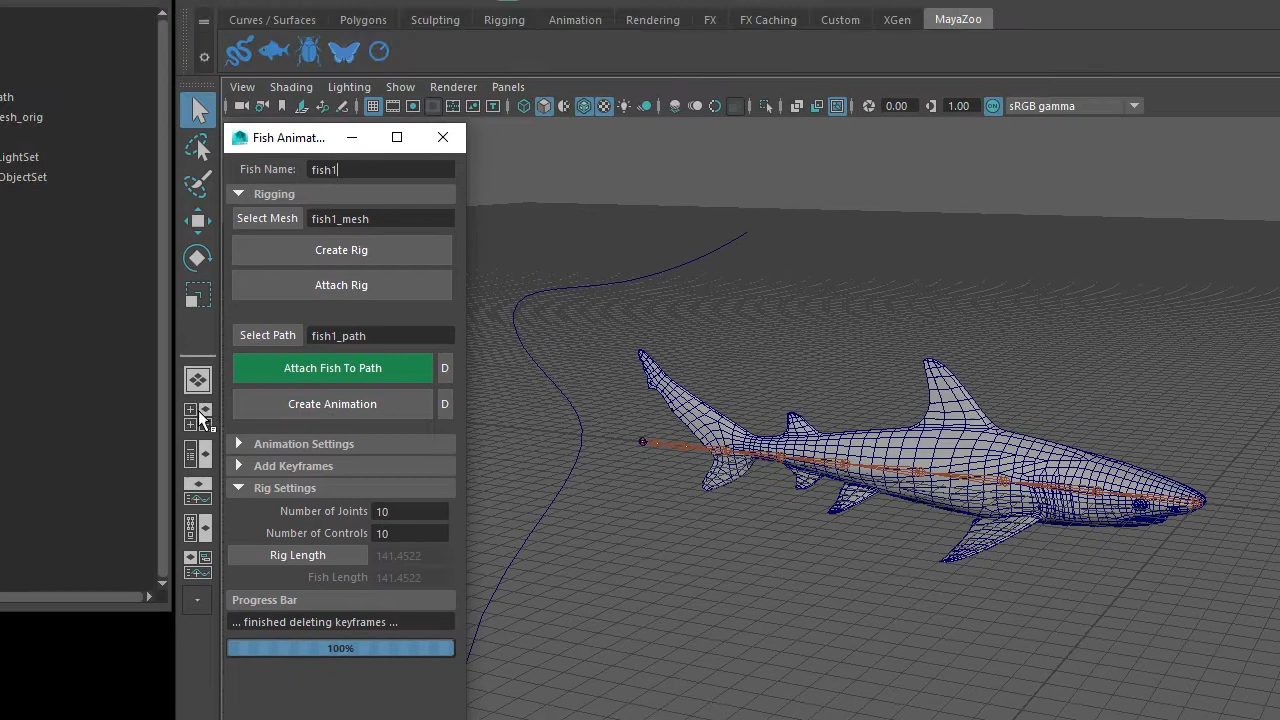 Curves / Surfaces Polygons Sculpting Rigging Animation Rendering FX FX Caching Custom XGen MayaZoo
View Shading Lighting Show Renderer Panels
0.00 1.00 sRGB gamma
ath
esh_orig
LightSet
ObjectSet
Fish Animat...
Fish Name: fish1
Rigging
Select Mesh fish1_mesh
Create Rig
Attach Rig
Select Path fish1_path
Attach Fish To Path D
Create Animation D
Animation Settings
Add Keyframes
Rig Settings
Number of Joints 10
Number of Controls 10
Rig Length 141.4522
Fish Length 141.4522
Progress Bar
... finished deleting keyframes ...
100%